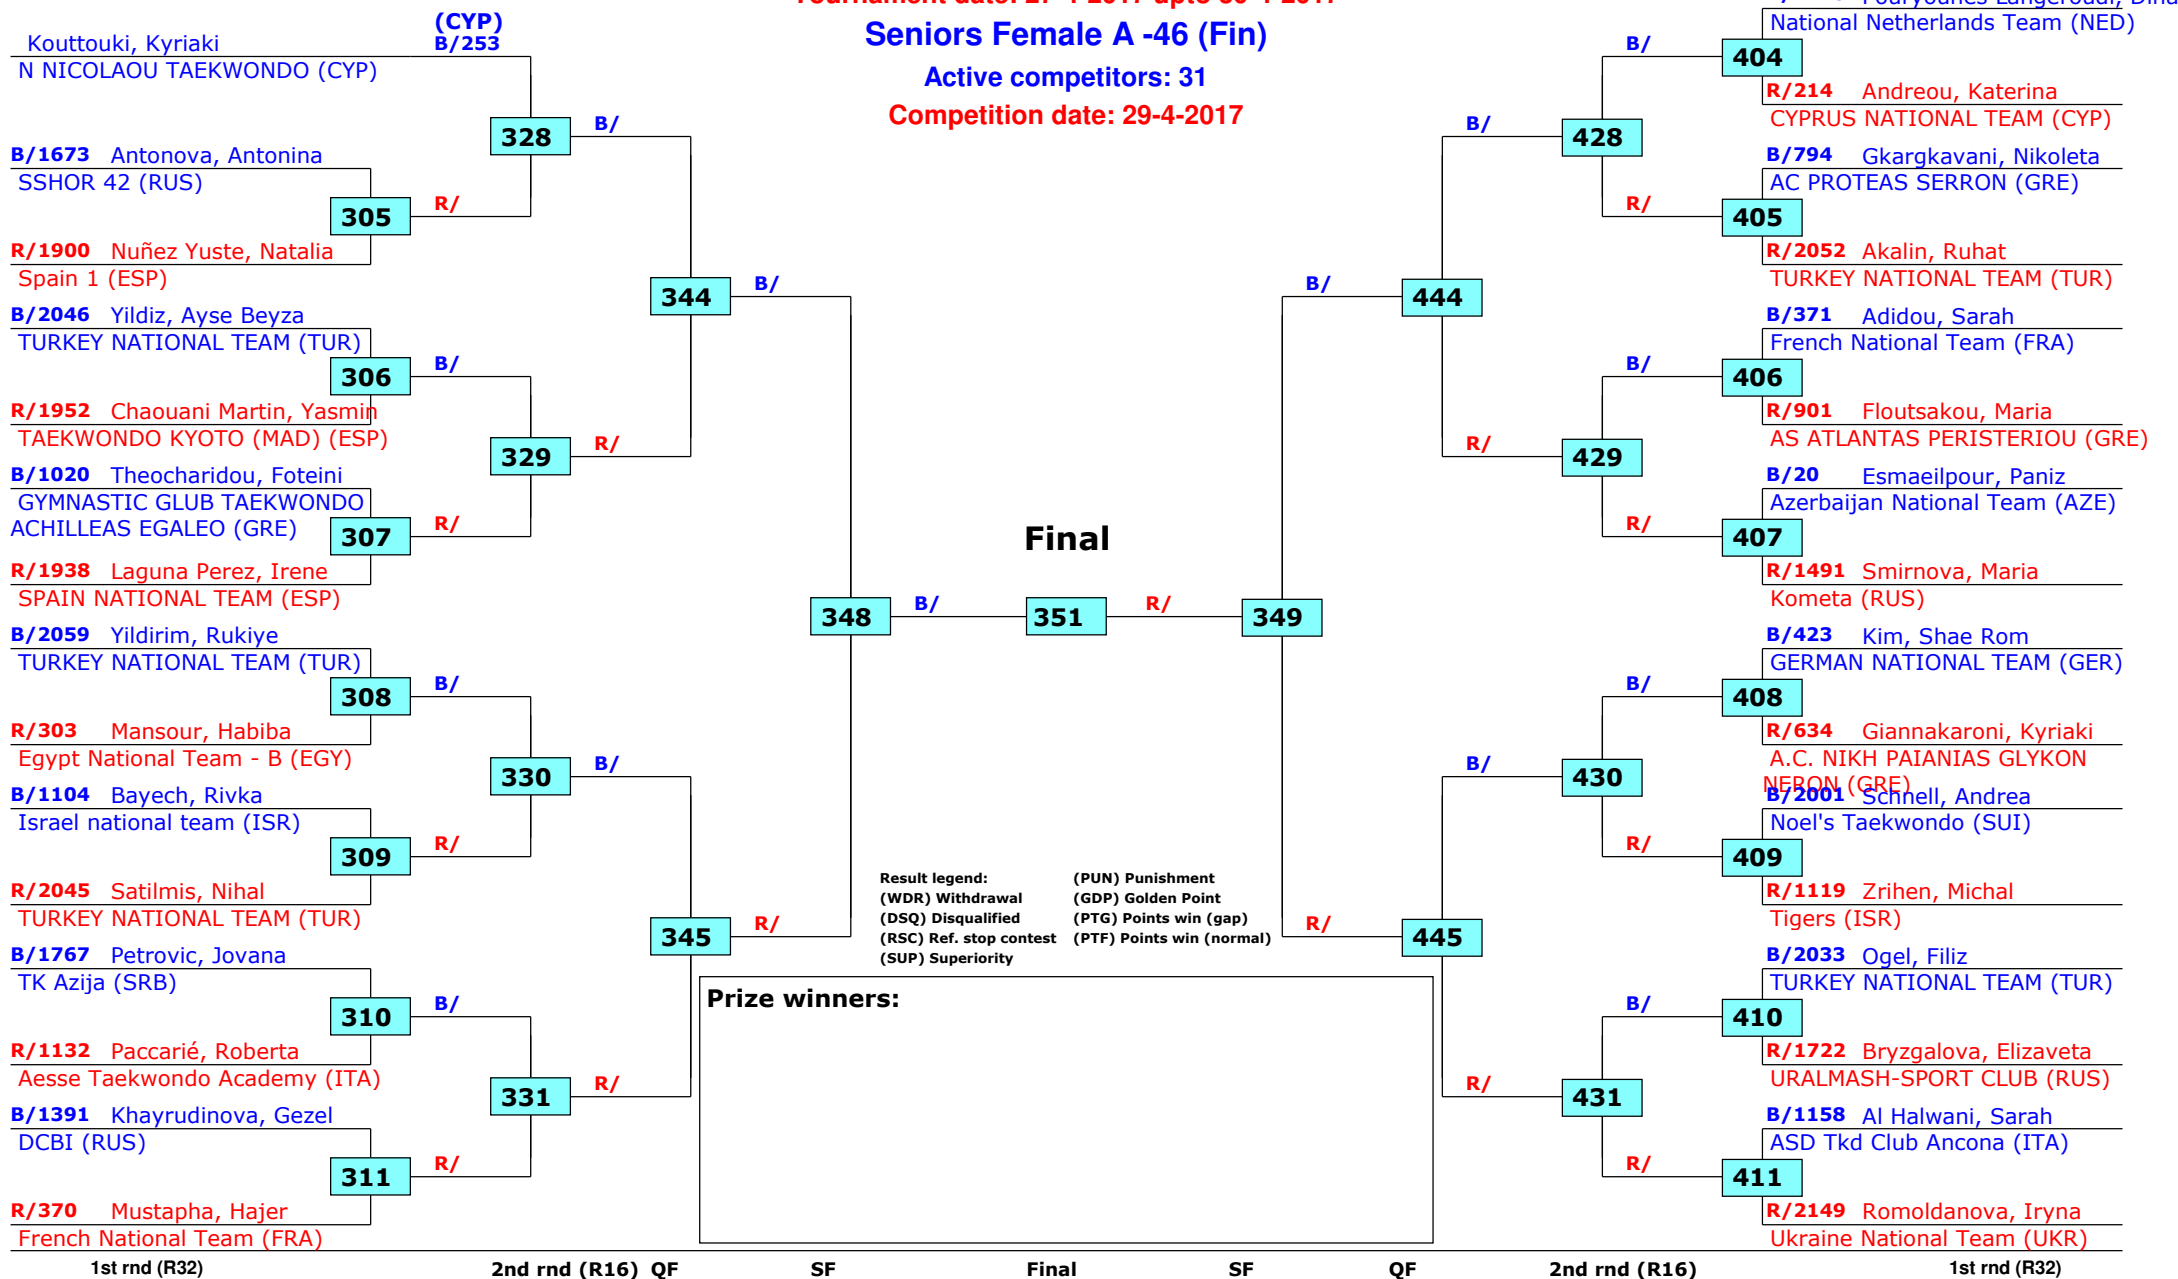 (CYP)
Kouttouki, Kyriaki B/253
N NICOLAOU TAEKWONDO (CYP)
328
B/1673 Antonova, Antonina
SSHOR 42 (RUS)
305
R/1900 Nuñez Yuste, Natalia
Spain 1 (ESP)
B/
R/
344
B/2046 Yildiz, Ayse Beyza
TURKEY NATIONAL TEAM (TUR)
306
R/1952 Chaouani Martin, Yasmin
TAEKWONDO KYOTO (MAD) (ESP)
B/
329
R/
B/1020 Theocharidou, Foteini
GYMNASTIC GLUB TAEKWONDO
ACHILLEAS EGALEO (GRE)
307
R/
R/1938 Laguna Perez, Irene
SPAIN NATIONAL TEAM (ESP)
B/
348
B/2059 Yildirim, Rukiye
TURKEY NATIONAL TEAM (TUR)
308
B/
R/303 Mansour, Habiba
Egypt National Team - B (EGY)
330
B/
B/1104 Bayech, Rivka
Israel national team (ISR)
309
R/
R/2045 Satilmis, Nihal
TURKEY NATIONAL TEAM (TUR)
345
R/
B/1767 Petrovic, Jovana
TK Azija (SRB)
310
B/
R/1132 Paccarié, Roberta
Aesse Taekwondo Academy (ITA)
331
R/
B/1391 Khayrudinova, Gezel
DCBI (RUS)
311
R/
R/370 Mustapha, Hajer
French National Team (FRA)
Seniors Female A -46 (Fin)
Active competitors: 31
Competition date: 29-4-2017
Final
B/
351
R/
Result legend:
(WDR) Withdrawal
(DSQ) Disqualified
(RSC) Ref. stop contest
(SUP) Superiority
(PUN) Punishment
(GDP) Golden Point
(PTG) Points win (gap)
(PTF) Points win (normal)
Prize winners:
349
B/
444
B/
428
B/
404
National Netherlands Team (NED)
R/214 Andreou, Katerina
CYPRUS NATIONAL TEAM (CYP)
B/794 Gkargkavani, Nikoleta
AC PROTEAS SERRON (GRE)
R/
405
R/2052 Akalin, Ruhat
TURKEY NATIONAL TEAM (TUR)
B/371 Adidou, Sarah
French National Team (FRA)
B/
406
R/901 Floutsakou, Maria
AS ATLANTAS PERISTERIOU (GRE)
R/
429
B/20 Esmaeilpour, Paniz
Azerbaijan National Team (AZE)
R/
407
R/1491 Smirnova, Maria
Kometa (RUS)
B/423 Kim, Shae Rom
GERMAN NATIONAL TEAM (GER)
B/
408
R/634 Giannakaroni, Kyriaki
A.C. NIKH PAIANIAS GLYKON
NERON (GRE)
B/
430
B/2001 Schnell, Andrea
Noel's Taekwondo (SUI)
R/
409
R/1119 Zrihen, Michal
Tigers (ISR)
R/
445
B/2033 Ogel, Filiz
TURKEY NATIONAL TEAM (TUR)
B/
410
R/1722 Bryzgalova, Elizaveta
URALMASH-SPORT CLUB (RUS)
R/
431
B/1158 Al Halwani, Sarah
ASD Tkd Club Ancona (ITA)
R/
411
R/2149 Romoldanova, Iryna
Ukraine National Team (UKR)
1st rnd (R32) 2nd rnd (R16) QF SF Final SF QF 2nd rnd (R16) 1st rnd (R32)